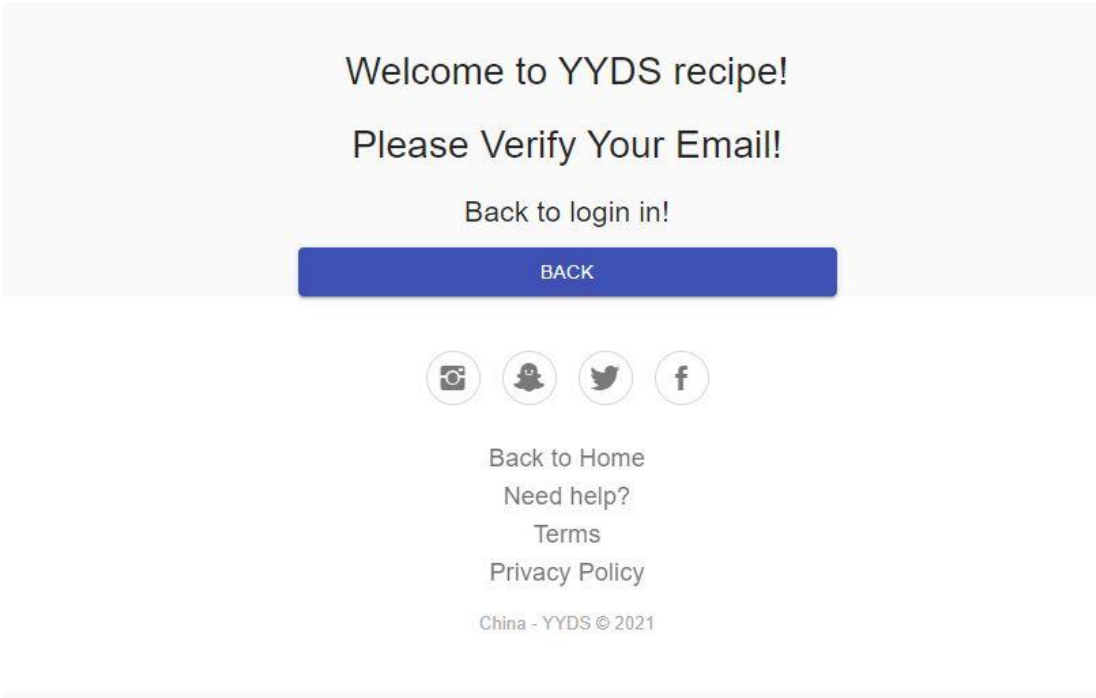 Welcome to YYDS recipe!
Please Verify Your Email!
Back to login in!
BACK
Back to Home
Need help?
Terms
Privacy Policy
China - YYDS © 2021